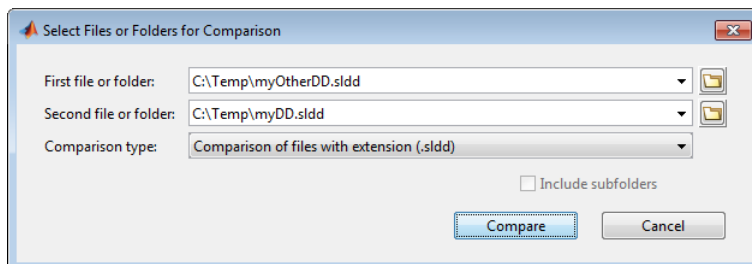 Select Files or Folders for Comparison
First file or folder: C:\Temp\myOtherDD.sldd
Second file or folder: C:\Temp\myDD.sldd
Comparison type: Comparison of files with extension (.sldd)
Include subfolders
Compare Cancel